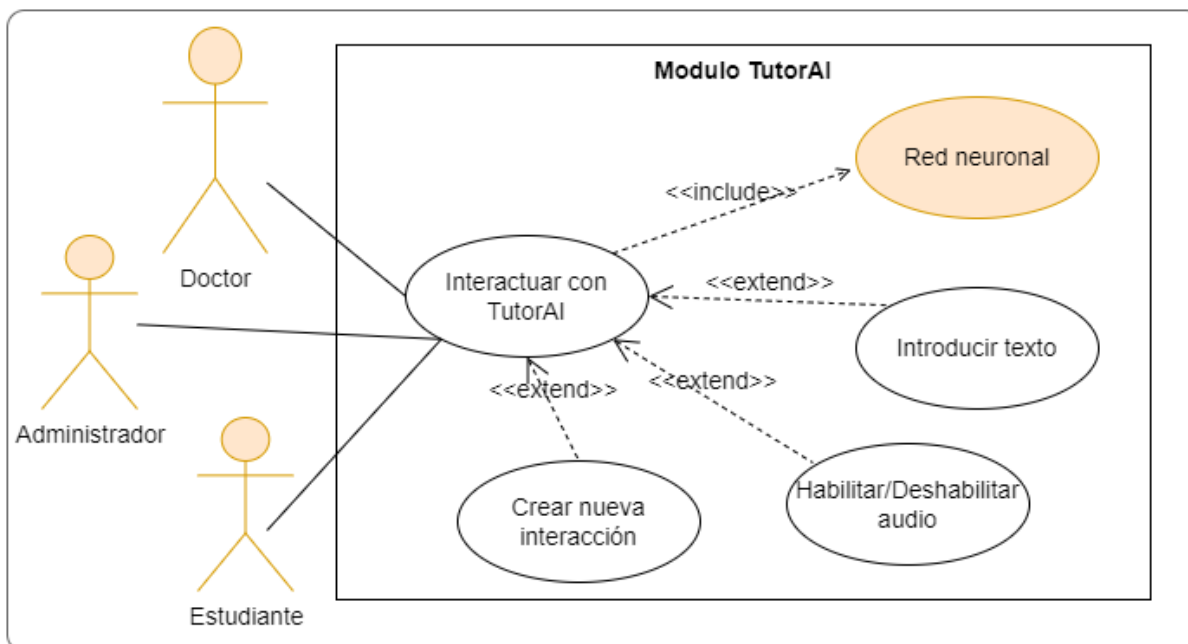 Modulo TutorAI
Red neuronal
<<include>>
Doctor
Interactuar con
TutorAI
<<extend>>
Introducir texto
Administrador
<<extend>>
<<extend>>
Crear nueva
interacción
Habilitar/Deshabilitar
audio
Estudiante